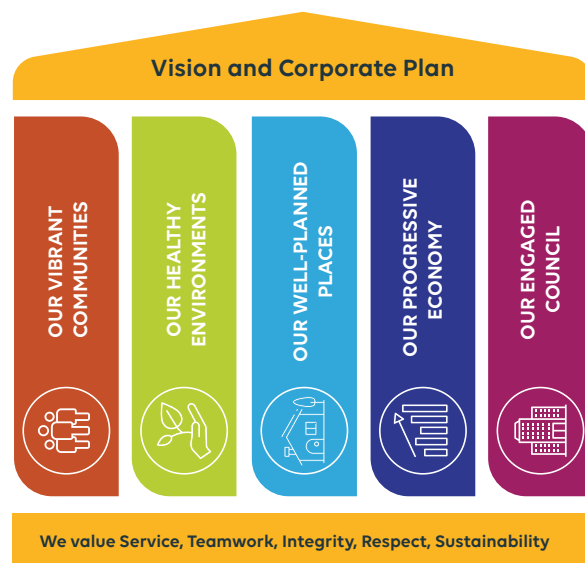 Vision and Corporate Plan
OUR VIBRANT
COMMUNITIES
OUR HEALTHY
ENVIRONMENTS
OUR WELL-PLANNED
PLACES
OUR PROGRESSIVE
ECONOMY
OUR ENGAGED
COUNCIL
We value Service, Teamwork, Integrity, Respect, Sustainability